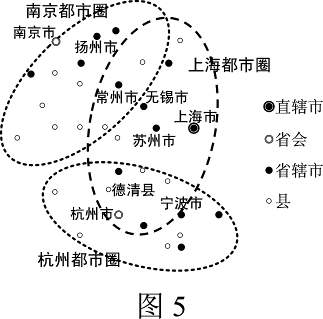 南京都市圈
南京市
扬州市
上海都市圈
常州市
无锡市
上海市
直辖市
苏州市
省会
德清县
宁波市
省辖市
杭州市
县
杭州都市圈
图 5